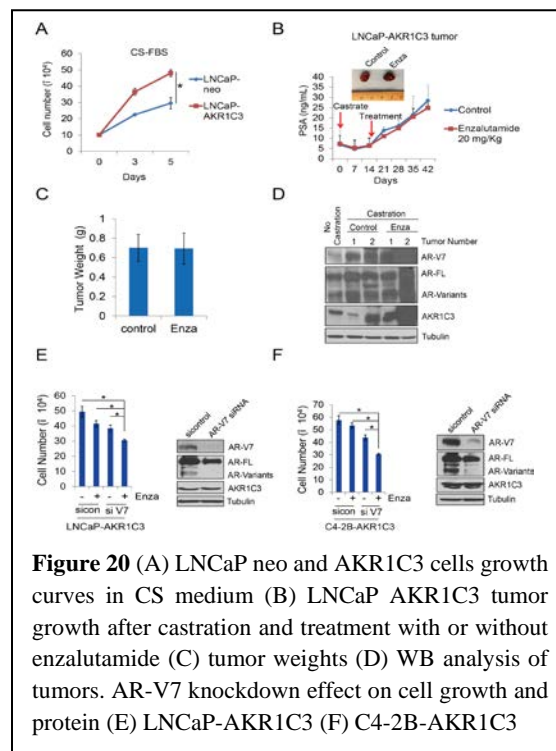 A
CS-FBS
Cell number (ï 10⁴)
60
50
40
30
20
10
0
*
LNCaP-
neo
LNCaP-
AKR1C3
0 3 5
Days
B
LNCaP-AKR1C3 tumor
Control
Enza
Castrate
Treatment
PSA (ng/mL)
40
35
30
25
20
15
10
5
0
Control
Enzalutamide
20 mg/Kg
0 7 14 21 28 35 42
Days
C
Tumor Weight (g)
1
0.8
0.6
0.4
0.2
0
control Enza
D
No
Castration
Castration
Control Enza
1 2 1 2 Tumor Number
AR-V7
AR-FL
AR-Variants
AKR1C3
Tubulin
E
Cell Number (ï 10⁴)
60
50
40
30
20
10
0
* * *
- + - + Enza
sicon si V7
LNCaP-AKR1C3
sicontrol
AR-V7 siRNA
AR-V7
AR-FL
AR-Variants
AKR1C3
Tubulin
F
Cell Number (ï 10⁴)
70
60
50
40
30
20
10
0
* * *
- + - + Enza
sicon si V7
C4-2B-AKR1C3
sicontrol
AR-V7 siRNA
AR-V7
AR-FL
AR-Variants
AKR1C3
Tubulin
Figure 20 (A) LNCaP neo and AKR1C3 cells growth
curves in CS medium (B) LNCaP AKR1C3 tumor
growth after castration and treatment with or without
enzalutamide (C) tumor weights (D) WB analysis of
tumors. AR-V7 knockdown effect on cell growth and
protein (E) LNCaP-AKR1C3 (F) C4-2B-AKR1C3